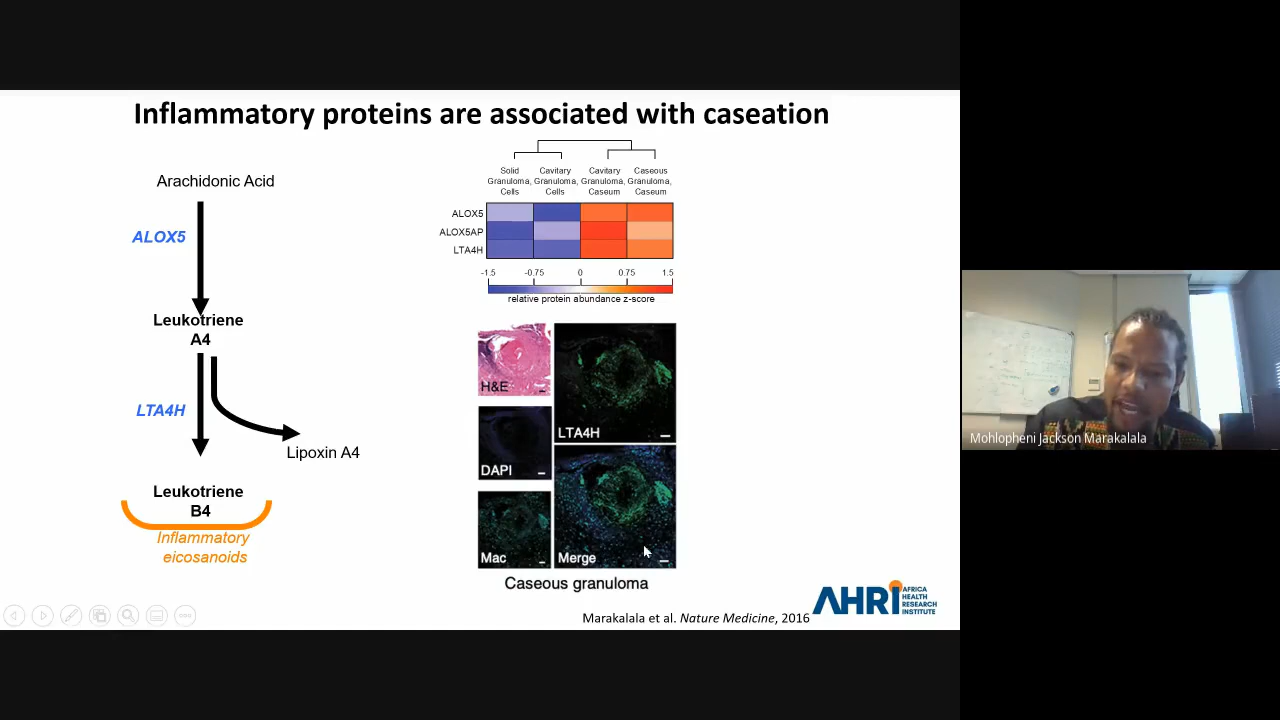 Inflammatory proteins are associated with caseation
Arachidonic Acid
ALOX5
Leukotriene
A4
LTA4H
Lipoxin A4
Leukotriene
B4
Inflammatory
eicosanoids
Solid
Granuloma,
Cells
Cavitary
Granuloma,
Cells
Cavitary
Granuloma,
Caseum
Caseous
Granuloma,
Caseum
ALOX5
ALOX5AP
LTA4H
-1.5 -0.75 0 0.75 1.5
relative protein abundance z-score
H&E
LTA4H
DAPI
Mac
Merge
Caseous granuloma
Marakalala et al. Nature Medicine, 2016
AHRI
AFRICA
HEALTH
RESEARCH
INSTITUTE
Mohlopheni Jackson Marakalala